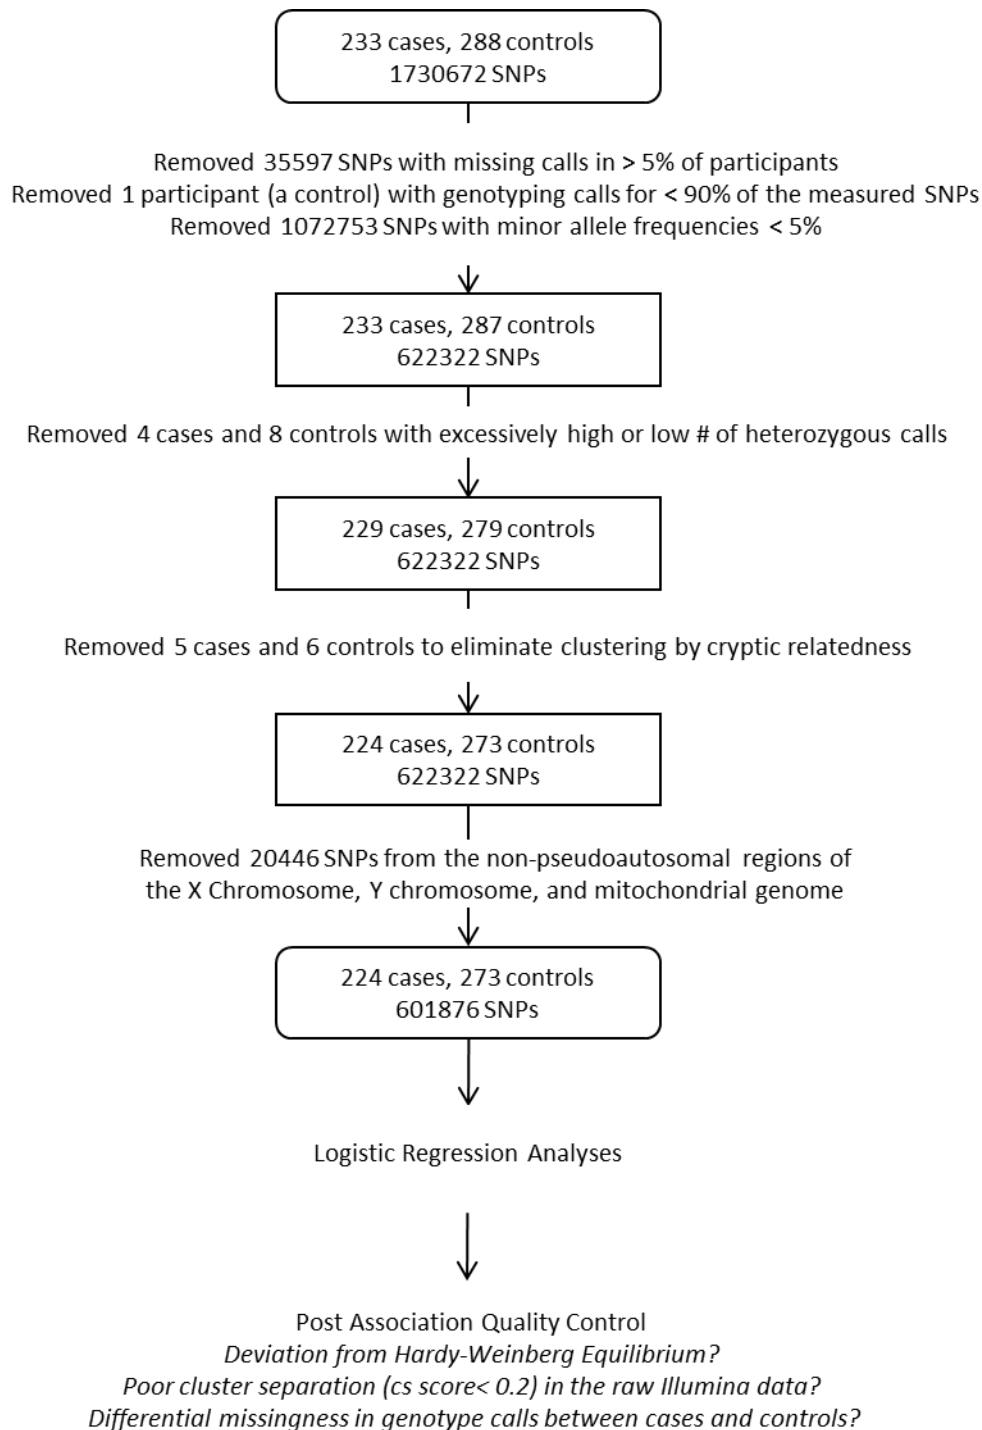 233 cases, 288 controls
1730672 SNPs
Removed 35597 SNPs with missing calls in > 5% of participants
Removed 1 participant (a control) with genotyping calls for < 90% of the measured SNPs
Removed 1072753 SNPs with minor allele frequencies < 5%
233 cases, 287 controls
622322 SNPs
Removed 4 cases and 8 controls with excessively high or low # of heterozygous calls
229 cases, 279 controls
622322 SNPs
Removed 5 cases and 6 controls to eliminate clustering by cryptic relatedness
224 cases, 273 controls
622322 SNPs
Removed 20446 SNPs from the non-pseudoautosomal regions of
the X Chromosome, Y chromosome, and mitochondrial genome
224 cases, 273 controls
601876 SNPs
Logistic Regression Analyses
Post Association Quality Control
Deviation from Hardy-Weinberg Equilibrium?
Poor cluster separation (cs score< 0.2) in the raw Illumina data?
Differential missingness in genotype calls between cases and controls?